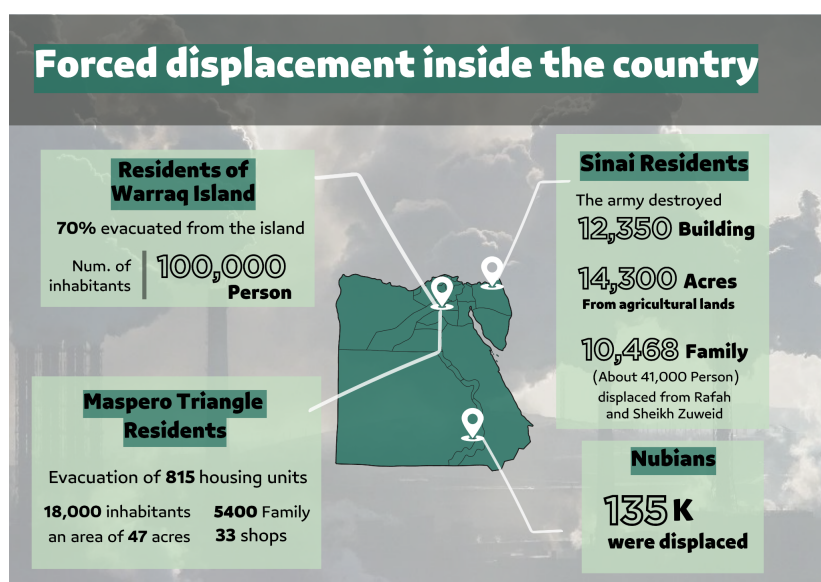 Forced displacement inside the country
Residents of
Warraq Island
70% evacuated from the island
Num. of
inhabitants
100,000
Person
Sinai Residents
The army destroyed
12,350 Building
14,300 Acres
From agricultural lands
10,468 Family
(About 41,000 Person)
displaced from Rafah
and Sheikh Zuweid
Maspero Triangle
Residents
Evacuation of 815 housing units
18,000 inhabitants
an area of 47 acres
5400 Family
33 shops
Nubians
135 K
were displaced